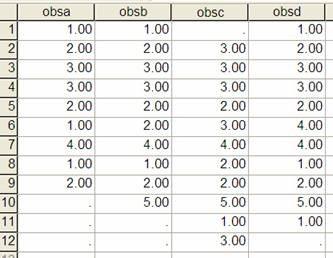 obsa obsb obsc obsd
1 1.00 1.00 . 1.00
2 2.00 2.00 3.00 2.00
3 3.00 3.00 3.00 3.00
4 3.00 3.00 3.00 3.00
5 2.00 2.00 2.00 2.00
6 1.00 2.00 3.00 4.00
7 4.00 4.00 4.00 4.00
8 1.00 1.00 2.00 1.00
9 2.00 2.00 2.00 2.00
10 . 5.00 5.00 5.00
11 . . 1.00 1.00
12 . . 3.00 .